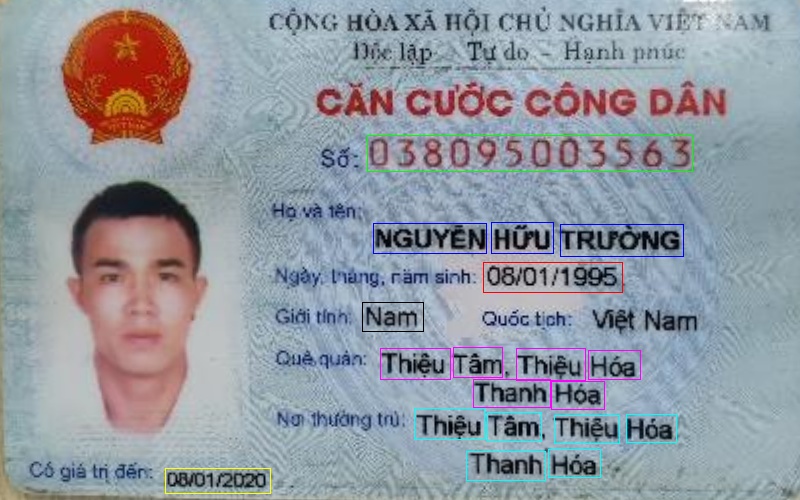 CỘNG HÒA XÃ HỘI CHỦ NGHĨA VIỆT NAM
Độc lập - Tự do - Hạnh phúc
CĂN CƯỚC CÔNG DÂN
Số: 038095003563
Họ và tên:
NGUYỄN HỮU TRƯỜNG
Ngày, tháng, năm sinh: 08/01/1995
Giới tính: Nam Quốc tịch: Việt Nam
Quê quán: Thiệu Tâm, Thiệu Hóa
Thanh Hóa
Nơi thường trú: Thiệu Tâm, Thiệu Hóa
Thanh Hóa
Có giá trị đến: 08/01/2020